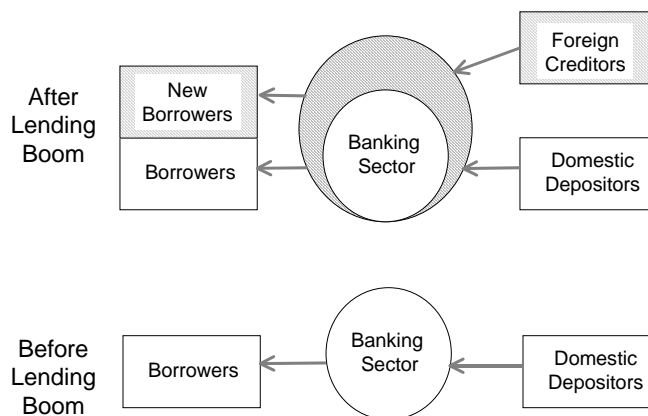 After
Lending
Boom
New
Borrowers
Borrowers
Banking
Sector
Foreign
Creditors
Domestic
Depositors
Before
Lending
Boom
Borrowers
Banking
Sector
Domestic
Depositors